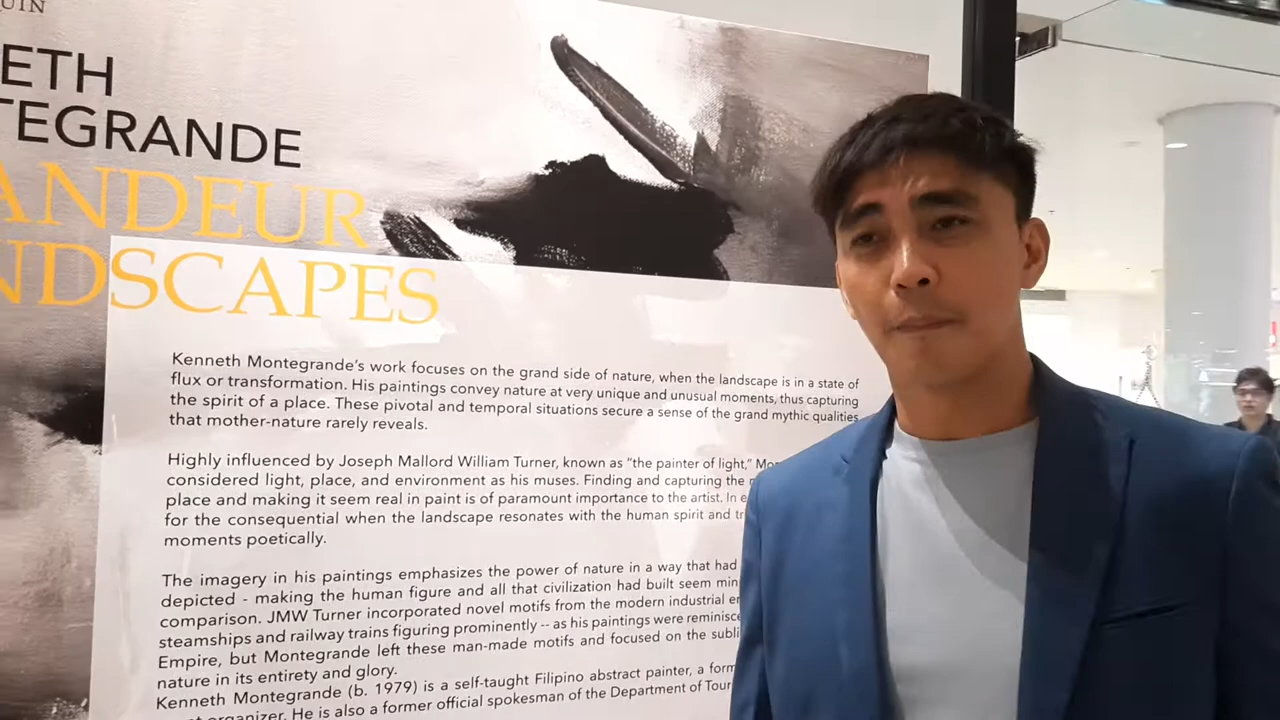 UIN
ETH
TEGRANDE
ANDEUR
NDSCAPES
Kenneth Montegrande's work focuses on the grand side of nature, when the landscape is in a state of
flux or transformation. His paintings convey nature at very unique and unusual moments, thus capturing
the spirit of a place. These pivotal and temporal situations secure a sense of the grand mythic qualities
that mother-nature rarely reveals.
Highly influenced by Joseph Mallord William Turner, known as "the painter of light," Mo
considered light, place, and environment as his muses. Finding and capturing the
place and making it seem real in paint is of paramount importance to the artist. In e
for the consequential when the landscape resonates with the human spirit and tr
moments poetically.
The imagery in his paintings emphasizes the power of nature in a way that had
depicted - making the human figure and all that civilization had built seem min
comparison. JMW Turner incorporated novel motifs from the modern industrial er
steamships and railway trains figuring prominently -- as his paintings were reminisce
Empire, but Montegrande left these man-made motifs and focused on the subli
nature in its entirety and glory.
Kenneth Montegrande (b. 1979) is a self-taught Filipino abstract painter, a form
organizer. He is also a former official spokesman of the Department of Tour